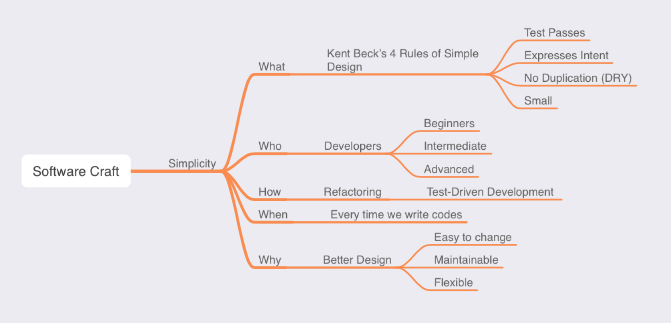 Software Craft
Simplicity
What
Kent Beck's 4 Rules of Simple
Design
Test Passes
Expresses Intent
No Duplication (DRY)
Small
Who
Developers
Beginners
Intermediate
Advanced
How
Refactoring
Test-Driven Development
When
Every time we write codes
Why
Better Design
Easy to change
Maintainable
Flexible